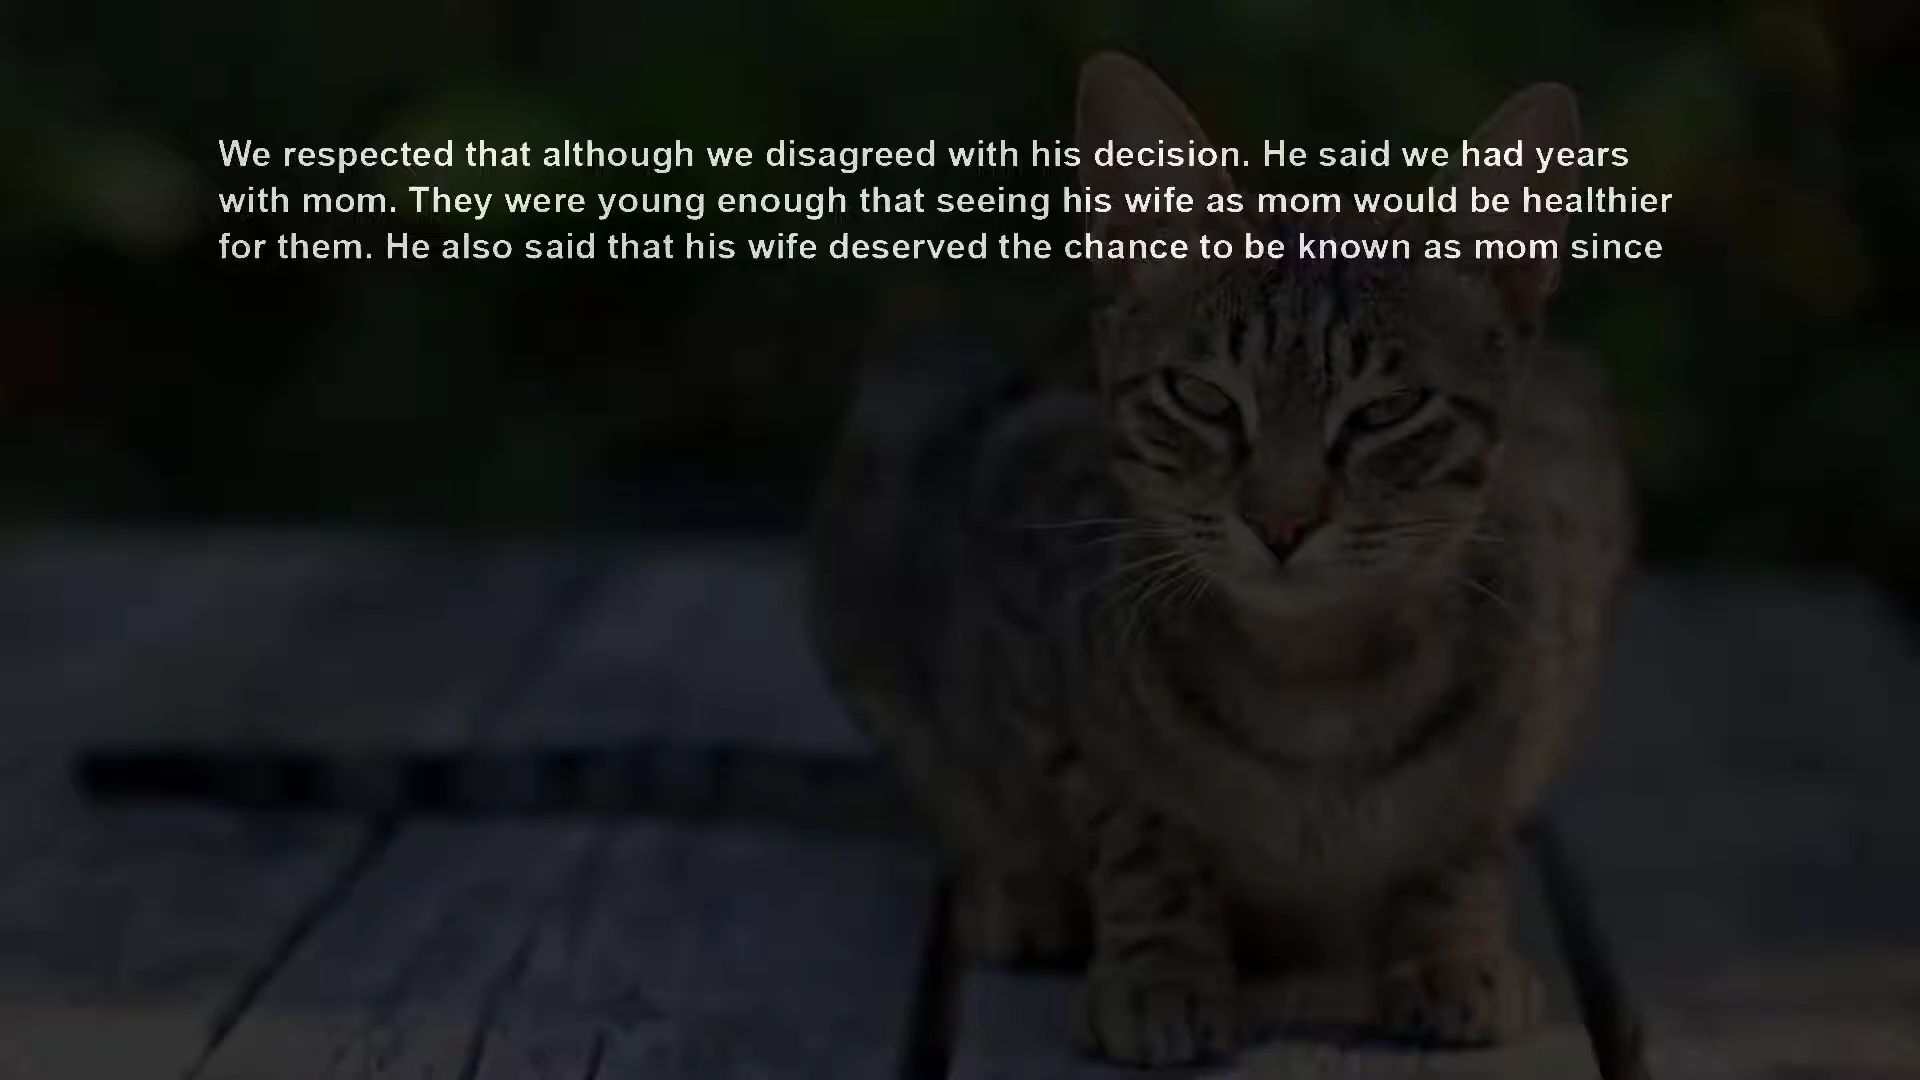 We respected that although we disagreed with his decision. He said we had years
with mom. They were young enough that seeing his wife as mom would be healthier
for them. He also said that his wife deserved the chance to be known as mom since